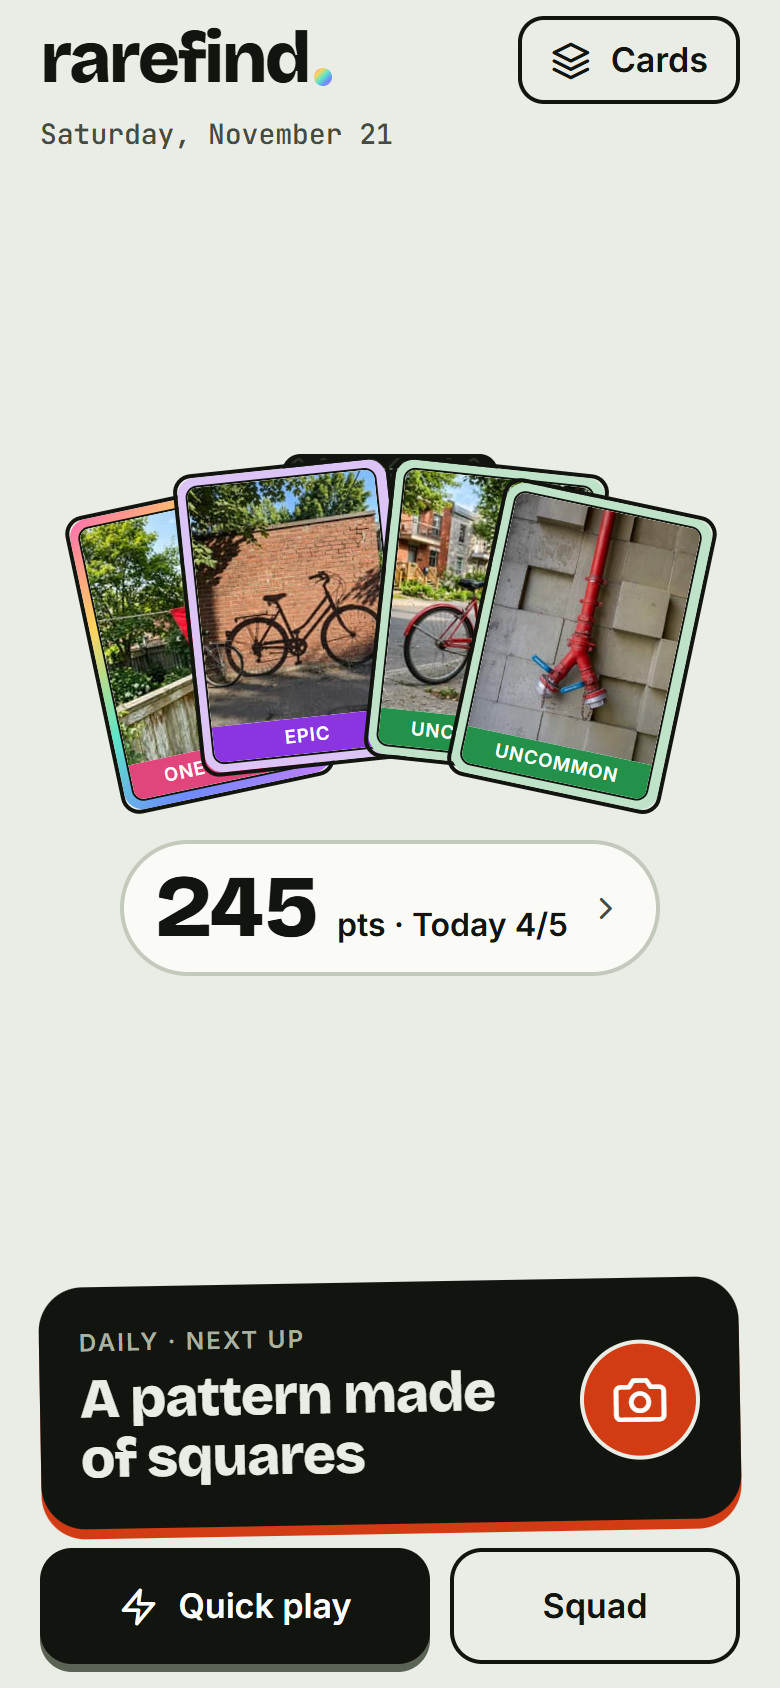 rarefind.
Cards
Saturday, November 21
ONE
EPIC
UNC
UNCOMMON
245 pts · Today 4/5
DAILY · NEXT UP
A pattern made
of squares
Quick play
Squad